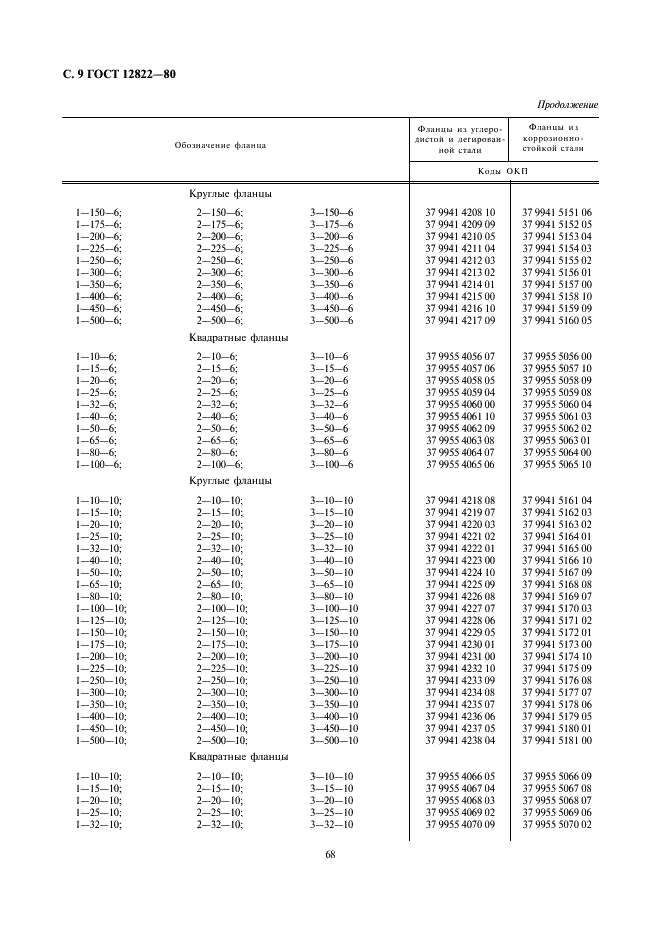 С. 9 ГОСТ 12822—80
Продолжение
Обозначение фланца
Фланцы из углеро-
дистой и легирован-
ной стали
Фланцы из
коррозионно-
стойкой стали
Коды ОКП
Круглые фланцы
1—150—6; 2—150—6; 3—150—6 37 9941 4208 10 37 9941 5151 06
1—175—6; 2—175—6; 3—175—6 37 9941 4209 09 37 9941 5152 05
1—200—6; 2—200—6; 3—200—6 37 9941 4210 05 37 9941 5153 04
1—225—6; 2—225—6; 3—225—6 37 9941 4211 04 37 9941 5154 03
1—250—6; 2—250—6; 3—250—6 37 9941 4212 03 37 9941 5155 02
1—300—6; 2—300—6; 3—300—6 37 9941 4213 02 37 9941 5156 01
1—350—6; 2—350—6; 3—350—6 37 9941 4214 01 37 9941 5157 00
1—400—6; 2—400—6; 3—400—6 37 9941 4215 00 37 9941 5158 10
1—450—6; 2—450—6; 3—450—6 37 9941 4216 10 37 9941 5159 09
1—500—6; 2—500—6; 3—500—6 37 9941 4217 09 37 9941 5160 05
Квадратные фланцы
1—10—6; 2—10—6; 3—10—6 37 9955 4056 07 37 9955 5056 00
1—15—6; 2—15—6; 3—15—6 37 9955 4057 06 37 9955 5057 10
1—20—6; 2—20—6; 3—20—6 37 9955 4058 05 37 9955 5058 09
1—25—6; 2—25—6; 3—25—6 37 9955 4059 04 37 9955 5059 08
1—32—6; 2—32—6; 3—32—6 37 9955 4060 00 37 9955 5060 04
1—40—6; 2—40—6; 3—40—6 37 9955 4061 10 37 9955 5061 03
1—50—6; 2—50—6; 3—50—6 37 9955 4062 09 37 9955 5062 02
1—65—6; 2—65—6; 3—65—6 37 9955 4063 08 37 9955 5063 01
1—80—6; 2—80—6; 3—80—6 37 9955 4064 07 37 9955 5064 00
1—100—6; 2—100—6; 3—100—6 37 9955 4065 06 37 9955 5065 10
Круглые фланцы
1—10—10; 2—10—10; 3—10—10 37 9941 4218 08 37 9941 5161 04
1—15—10; 2—15—10; 3—15—10 37 9941 4219 07 37 9941 5162 03
1—20—10; 2—20—10; 3—20—10 37 9941 4220 03 37 9941 5163 02
1—25—10; 2—25—10; 3—25—10 37 9941 4221 02 37 9941 5164 01
1—32—10; 2—32—10; 3—32—10 37 9941 4222 01 37 9941 5165 00
1—40—10; 2—40—10; 3—40—10 37 9941 4223 00 37 9941 5166 10
1—50—10; 2—50—10; 3—50—10 37 9941 4224 10 37 9941 5167 09
1—65—10; 2—65—10; 3—65—10 37 9941 4225 09 37 9941 5168 08
1—80—10; 2—80—10; 3—80—10 37 9941 4226 08 37 9941 5169 07
1—100—10; 2—100—10; 3—100—10 37 9941 4227 07 37 9941 5170 03
1—125—10; 2—125—10; 3—125—10 37 9941 4228 06 37 9941 5171 02
1—150—10; 2—150—10; 3—150—10 37 9941 4229 05 37 9941 5172 01
1—175—10; 2—175—10; 3—175—10 37 9941 4230 01 37 9941 5173 00
1—200—10; 2—200—10; 3—200—10 37 9941 4231 00 37 9941 5174 10
1—225—10; 2—225—10; 3—225—10 37 9941 4232 10 37 9941 5175 09
1—250—10; 2—250—10; 3—250—10 37 9941 4233 09 37 9941 5176 08
1—300—10; 2—300—10; 3—300—10 37 9941 4234 08 37 9941 5177 07
1—350—10; 2—350—10; 3—350—10 37 9941 4235 07 37 9941 5178 06
1—400—10; 2—400—10; 3—400—10 37 9941 4236 06 37 9941 5179 05
1—450—10; 2—450—10; 3—450—10 37 9941 4237 05 37 9941 5180 01
1—500—10; 2—500—10; 3—500—10 37 9941 4238 04 37 9941 5181 00
Квадратные фланцы
1—10—10; 2—10—10; 3—10—10 37 9955 4066 05 37 9955 5066 09
1—15—10; 2—15—10; 3—15—10 37 9955 4067 04 37 9955 5067 08
1—20—10; 2—20—10; 3—20—10 37 9955 4068 03 37 9955 5068 07
1—25—10; 2—25—10; 3—25—10 37 9955 4069 02 37 9955 5069 06
1—32—10; 2—32—10; 3—32—10 37 9955 4070 09 37 9955 5070 02
68